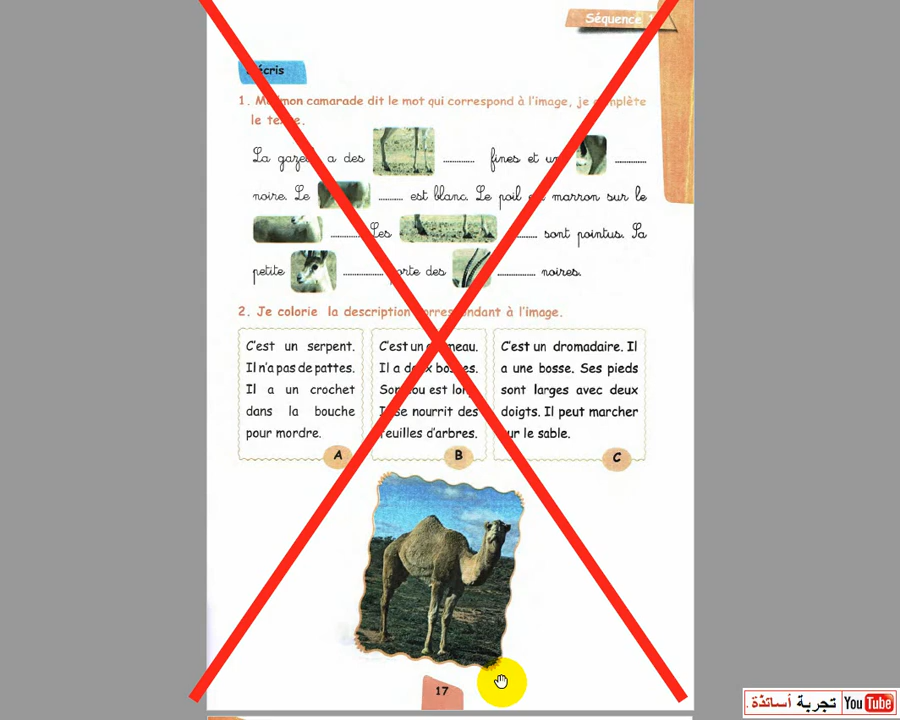 Séquence
écris
1. mon camarade dit le mot qui correspond à l'image, je complète
le texte.
La gazelle a des ............ fines et un ............
noire. Le ......... est blanc. Le poil est marron sur le
............ Les ......... sont pointus. Sa
petite ............... porte des .............. noires.
2. Je colorie la description correspondant à l'image.
C'est un serpent.
Il n'a pas de pattes.
Il a un crochet
dans la bouche
pour mordre.
A
C'est un chameau.
Il a deux bosses.
Son cou est long.
Il se nourrit des
feuilles d'arbres.
B
C'est un dromadaire. Il
a une bosse. Ses pieds
sont larges avec deux
doigts. Il peut marcher
sur le sable.
C
17
تجربة أساتذة.
YouTube